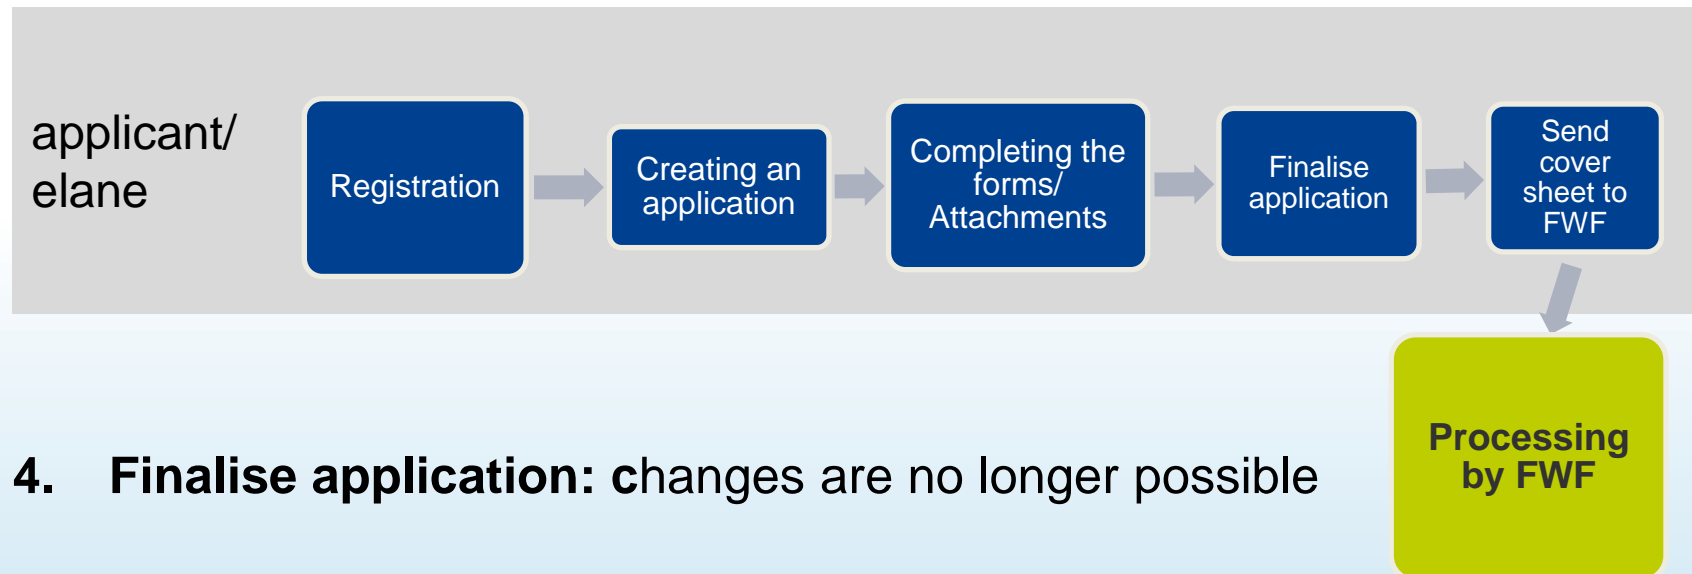 applicant/
elane
Registration
Creating an
application
Completing the
forms/
Attachments
Finalise
application
Send
cover
sheet to
FWF
Processing
by FWF
4. Finalise application: changes are no longer possible